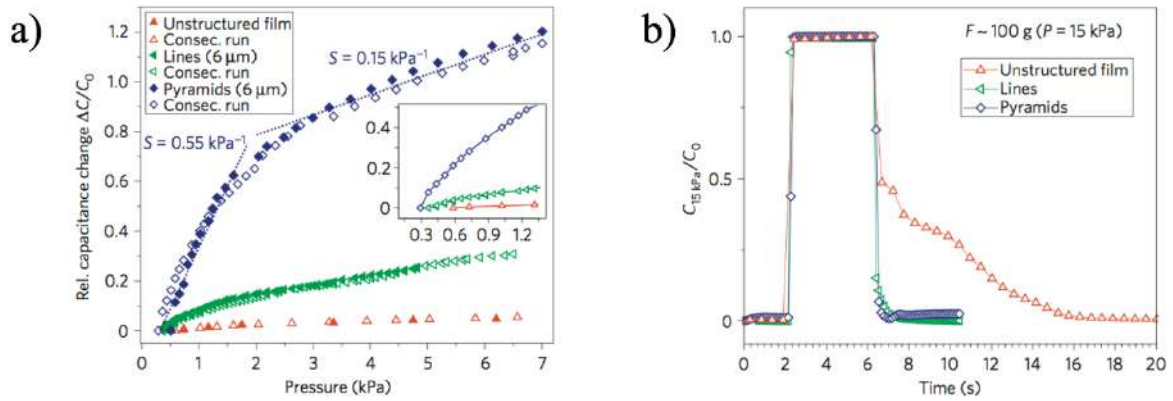 a)
Unstructured film
Consec. run
Lines (6 μm)
Consec. run
Pyramids (6 μm)
Consec. run
S = 0.15 kPa⁻¹
S = 0.55 kPa⁻¹
1.2
1.0
0.8
0.6
0.4
0.2
0
Rel. capacitance change ΔC/C₀
0 1 2 3 4 5 6 7
Pressure (kPa)
0.4
0.2
0
0.3 0.6 0.9 1.2
b)
F ~ 100 g (P = 15 kPa)
Unstructured film
Lines
Pyramids
1.0
0.5
0
C₁₅ ₖPₐ/C₀
0 2 4 6 8 10 12 14 16 18 20
Time (s)